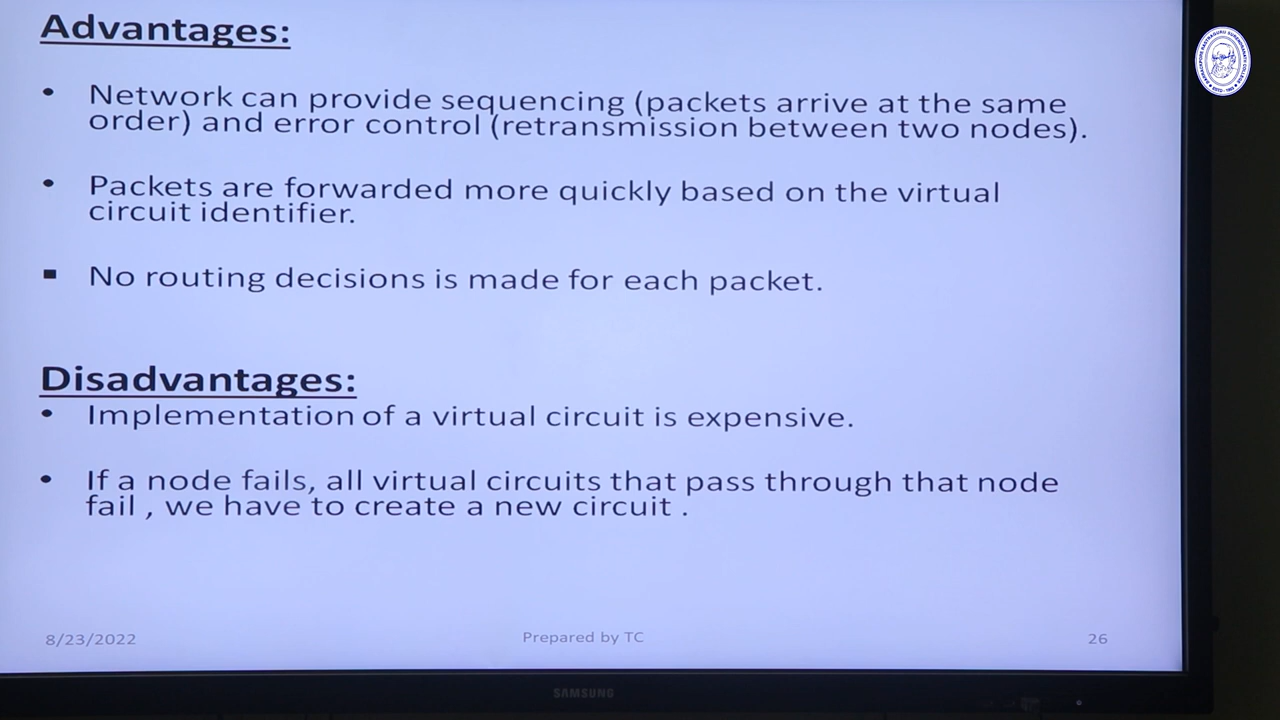 Advantages:
• Network can provide sequencing (packets arrive at the same
order) and error control (retransmission between two nodes).
• Packets are forwarded more quickly based on the virtual
circuit identifier.
▪ No routing decisions is made for each packet.
Disadvantages:
• Implementation of a virtual circuit is expensive.
• If a node fails, all virtual circuits that pass through that node
fail , we have to create a new circuit .
8/23/2022 Prepared by TC 26
SAMSUNG